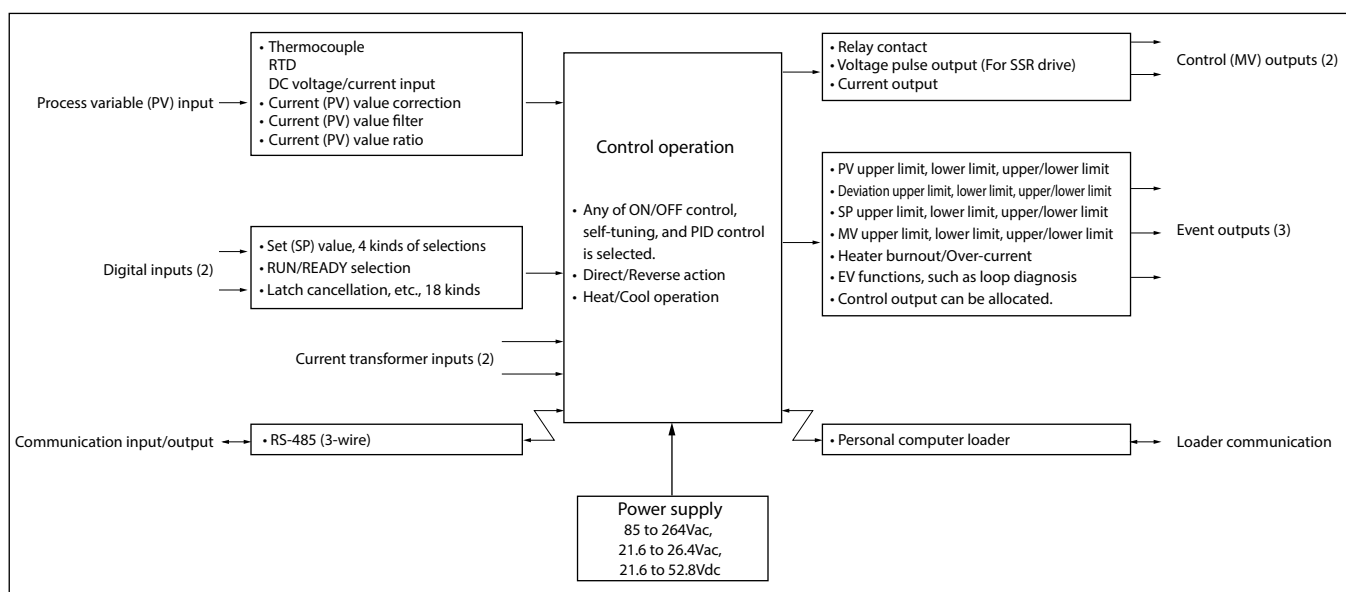 Process variable (PV) input
• Thermocouple
RTD
DC voltage/current input
• Current (PV) value correction
• Current (PV) value filter
• Current (PV) value ratio
Digital inputs (2)
• Set (SP) value, 4 kinds of selections
• RUN/READY selection
• Latch cancellation, etc., 18 kinds
Current transformer inputs (2)
Communication input/output
• RS-485 (3-wire)
Control operation
• Any of ON/OFF control,
self-tuning, and PID control
is selected.
• Direct/Reverse action
• Heat/Cool operation
Power supply
85 to 264Vac,
21.6 to 26.4Vac,
21.6 to 52.8Vdc
• Relay contact
• Voltage pulse output (For SSR drive)
• Current output
Control (MV) outputs (2)
• PV upper limit, lower limit, upper/lower limit
• Deviation upper limit, lower limit, upper/lower limit
• SP upper limit, lower limit, upper/lower limit
• MV upper limit, lower limit, upper/lower limit
• Heater burnout/Over-current
• EV functions, such as loop diagnosis
• Control output can be allocated.
Event outputs (3)
• Personal computer loader
Loader communication